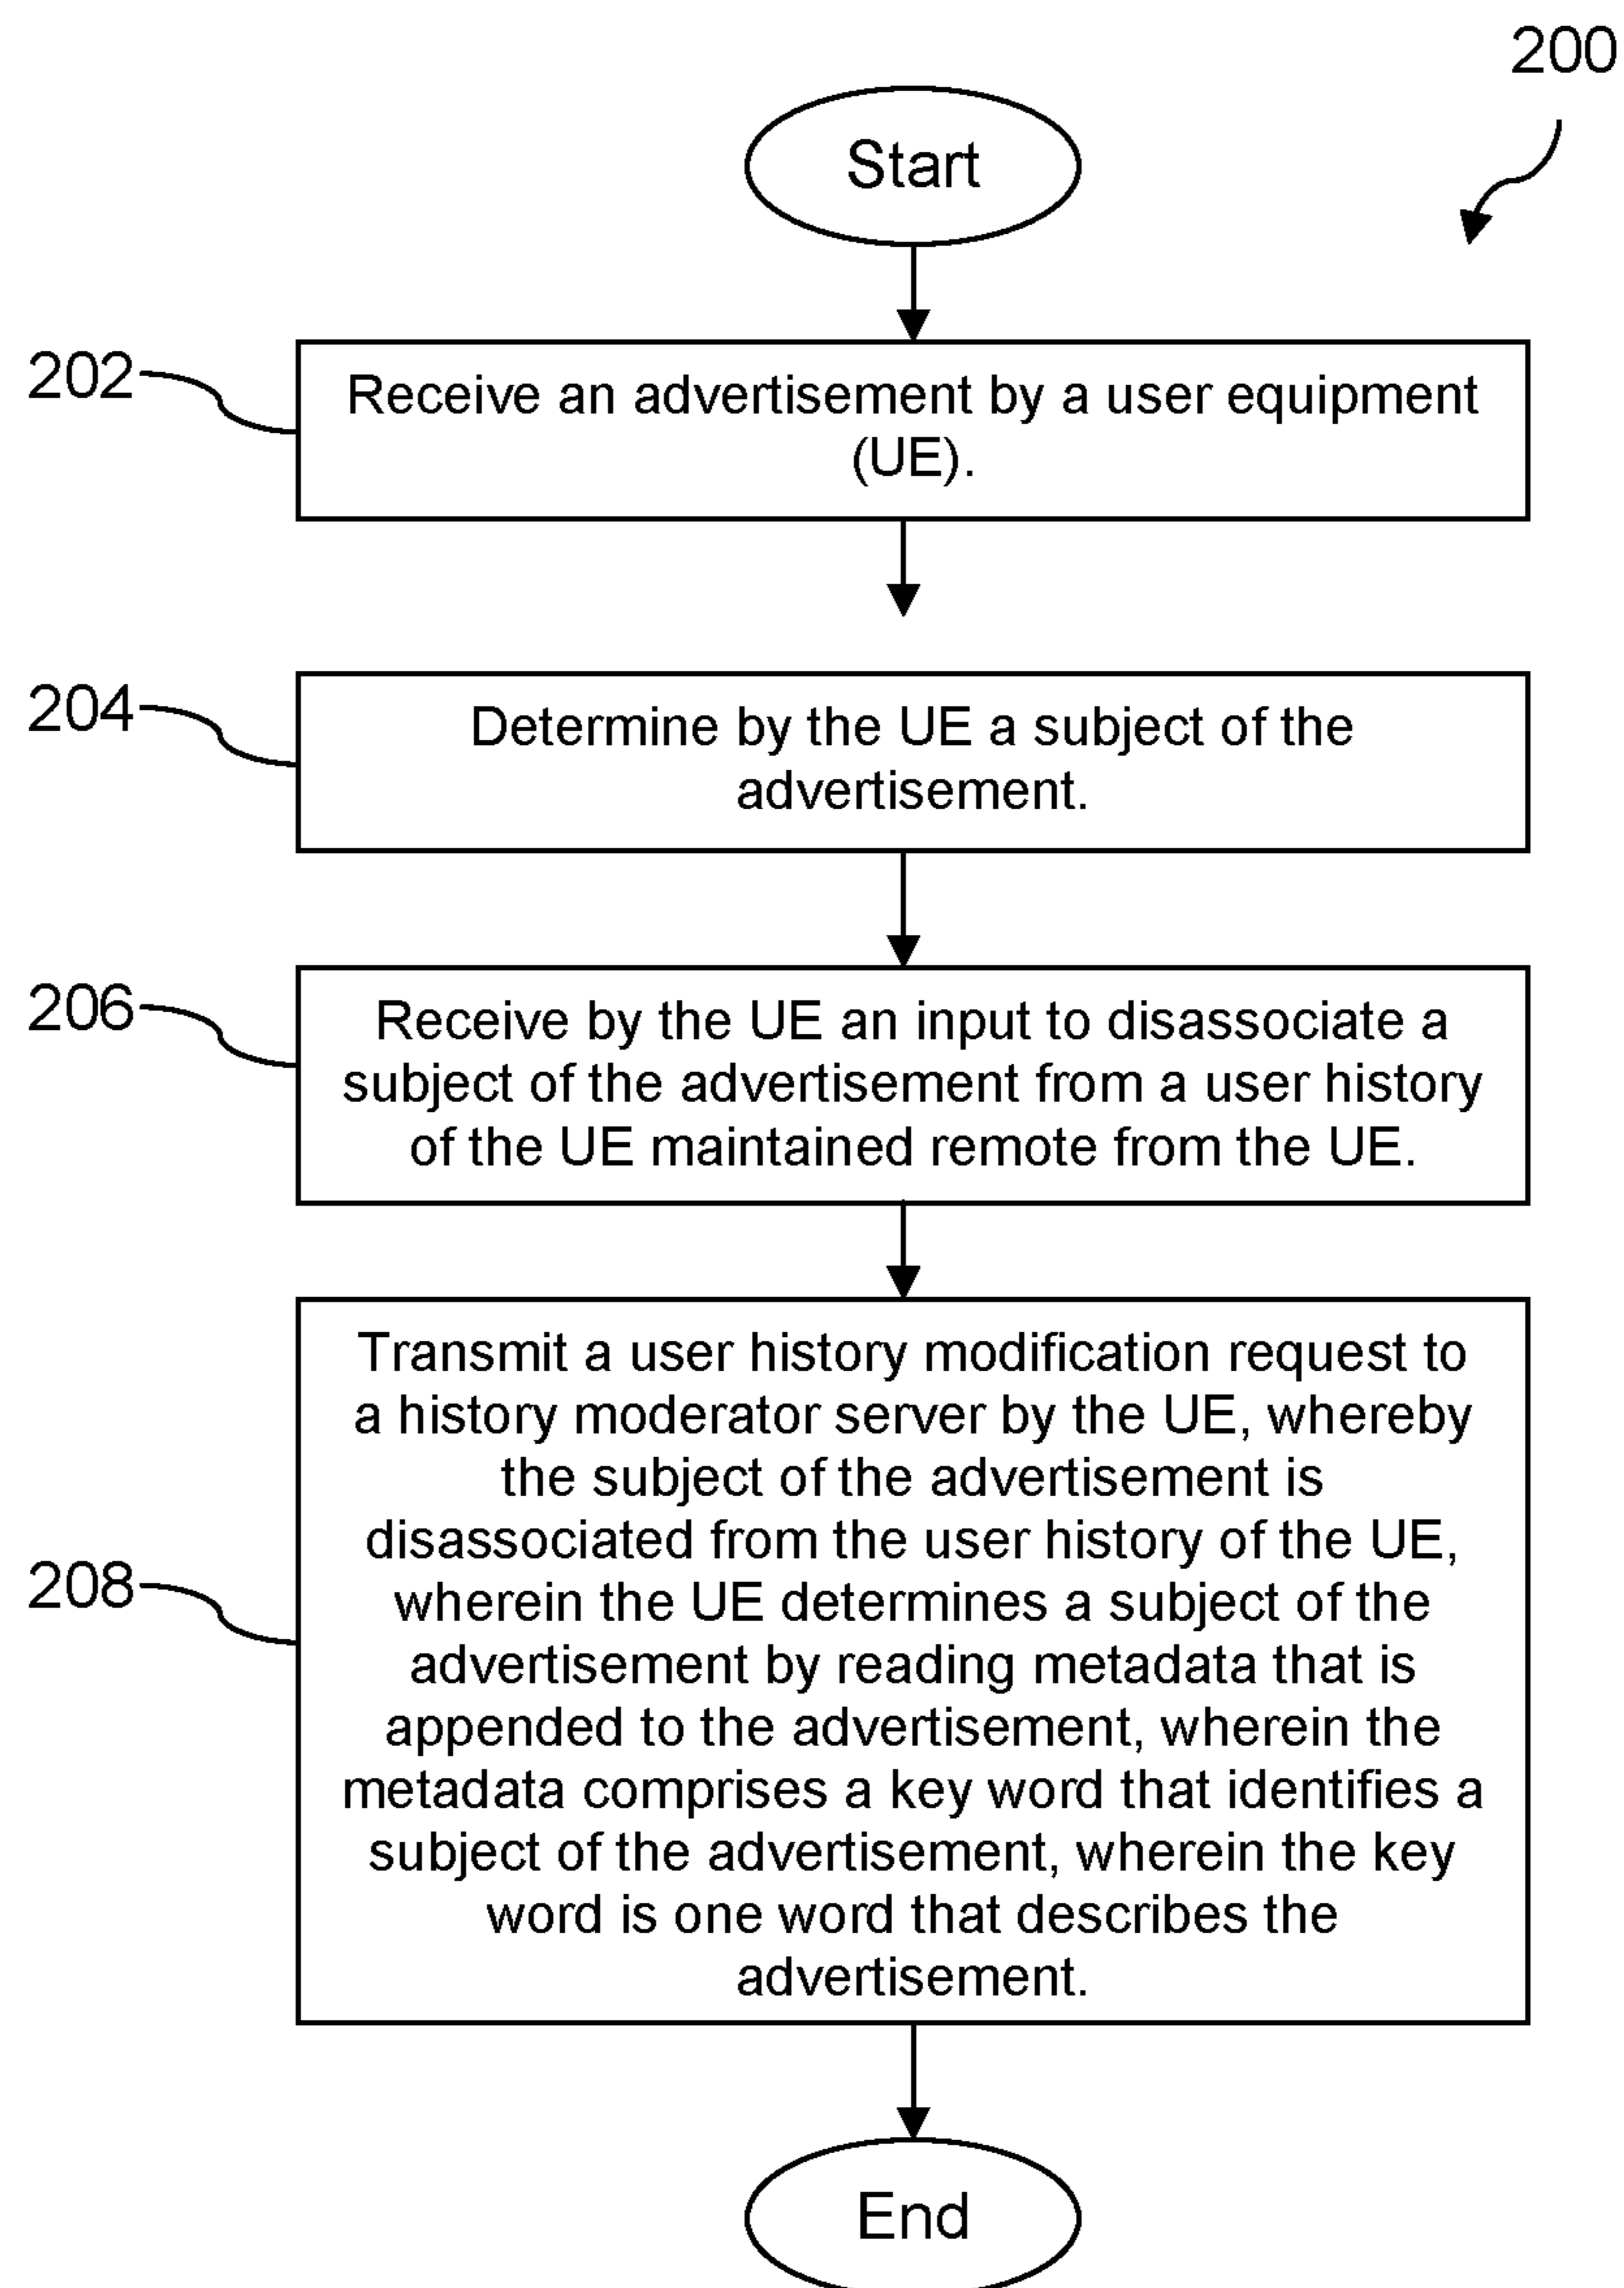 200
Start
202
Receive an advertisement by a user equipment
(UE).
204
Determine by the UE a subject of the
advertisement.
206
Receive by the UE an input to disassociate a
subject of the advertisement from a user history
of the UE maintained remote from the UE.
208
Transmit a user history modification request to
a history moderator server by the UE, whereby
the subject of the advertisement is
disassociated from the user history of the UE,
wherein the UE determines a subject of the
advertisement by reading metadata that is
appended to the advertisement, wherein the
metadata comprises a key word that identifies a
subject of the advertisement, wherein the key
word is one word that describes the
advertisement.
End